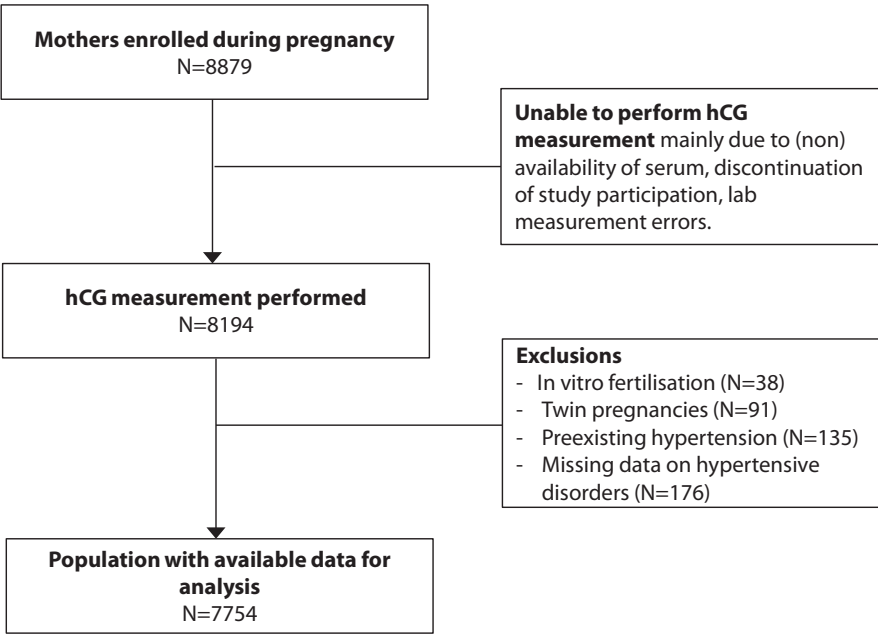 Mothers enrolled during pregnancy
N=8879
Unable to perform hCG
measurement mainly due to (non)
availability of serum, discontinuation
of study participation, lab
measurement errors.
hCG measurement performed
N=8194
Exclusions
- In vitro fertilisation (N=38)
- Twin pregnancies (N=91)
- Preexisting hypertension (N=135)
- Missing data on hypertensive
disorders (N=176)
Population with available data for
analysis
N=7754